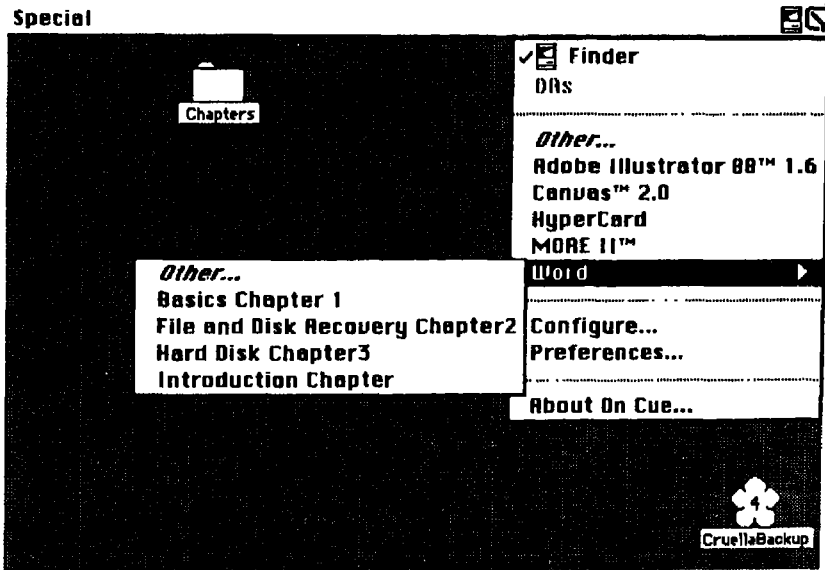 Special
Chapters
✓ Finder
DAs
Other...
Adobe Illustrator 88™ 1.6
Canvas™ 2.0
HyperCard
MORE II™
Word
Configure...
Preferences...
About On Cue...
Other...
Basics Chapter 1
File and Disk Recovery Chapter2
Hard Disk Chapter3
Introduction Chapter
4
CruellaBackup